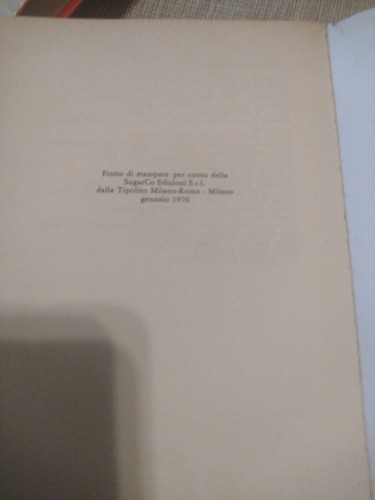 Finito di stampare per conto della
SugarCo Edizioni S.r.l.
dalle Tipolito Milano-Roma - Milano
gennaio 1976